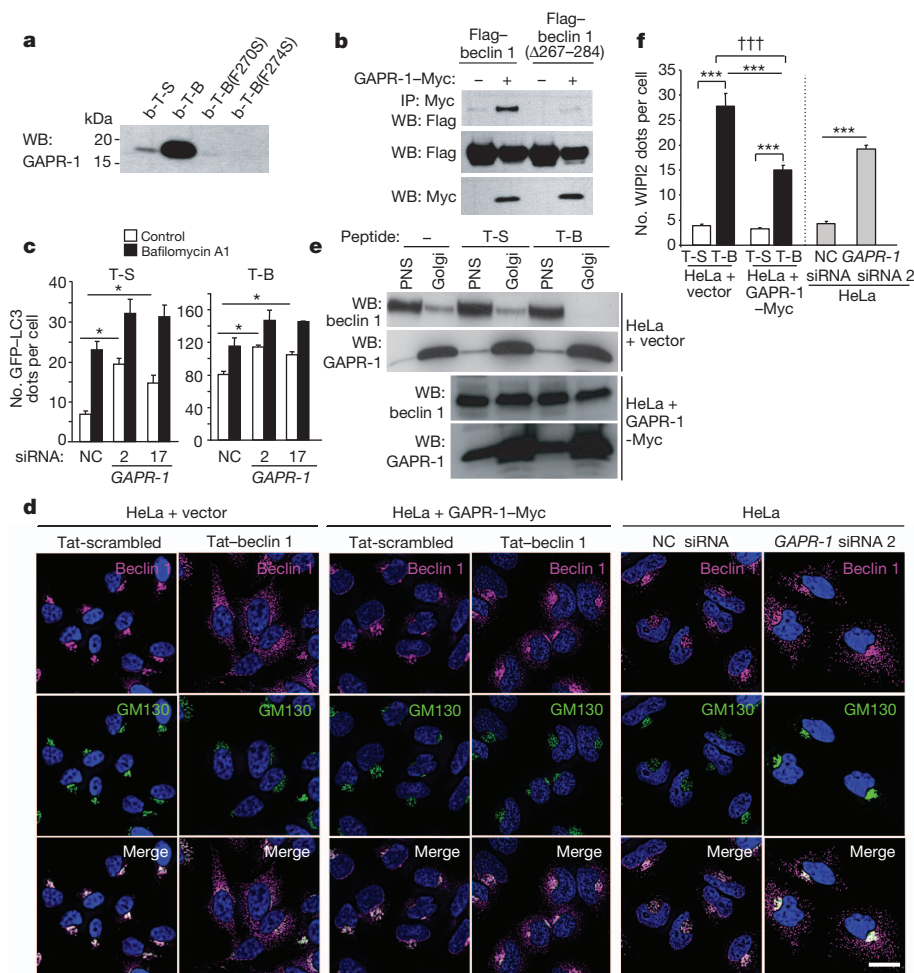 a
b-T-S
b-T-B
b-T-B(F270S)
b-T-B(F274S)
kDa
WB:
GAPR-1
20
15
b
Flag–
beclin 1
Flag–
beclin 1
(Δ267–284)
GAPR-1–Myc: – + – +
IP: Myc
WB: Flag
WB: Flag
WB: Myc
c
Control
Bafilomycin A1
T-S
T-B
No. GFP–LC3
dots per cell
40
30
20
10
0
160
120
80
40
0
* *
* *
siRNA: NC 2 17 NC 2 17
GAPR-1 GAPR-1
e
Peptide: – T-S T-B
PNS Golgi PNS Golgi PNS Golgi
WB:
beclin 1
WB:
GAPR-1
HeLa
+ vector
WB:
beclin 1
WB:
GAPR-1
HeLa +
GAPR-1
-Myc
f
†††
*** ***
***
***
No. WIPI2 dots per cell
35
30
25
20
15
10
5
0
T-S T-B T-S T-B NC GAPR-1
siRNA siRNA 2
HeLa +
vector
HeLa +
GAPR-1
–Myc
HeLa
d
HeLa + vector HeLa + GAPR-1–Myc HeLa
Tat-scrambled Tat–beclin 1 Tat-scrambled Tat–beclin 1 NC siRNA GAPR-1 siRNA 2
Beclin 1 Beclin 1 Beclin 1 Beclin 1 Beclin 1 Beclin 1
GM130 GM130 GM130 GM130 GM130 GM130
Merge Merge Merge Merge Merge Merge